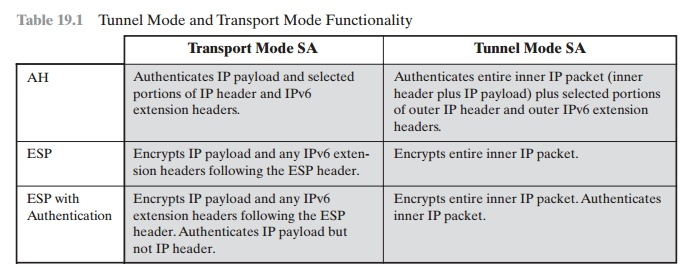 Table 19.1 Tunnel Mode and Transport Mode Functionality
Transport Mode SA Tunnel Mode SA
AH
Authenticates IP payload and selected
portions of IP header and IPv6
extension headers.
Authenticates entire inner IP packet (inner
header plus IP payload) plus selected portions
of outer IP header and outer IPv6 extension
headers.
ESP
Encrypts IP payload and any IPv6 exten-
sion headers following the ESP header.
Encrypts entire inner IP packet.
ESP with
Authentication
Encrypts IP payload and any IPv6
extension headers following the ESP
header. Authenticates IP payload but
not IP header.
Encrypts entire inner IP packet. Authenticates
inner IP packet.